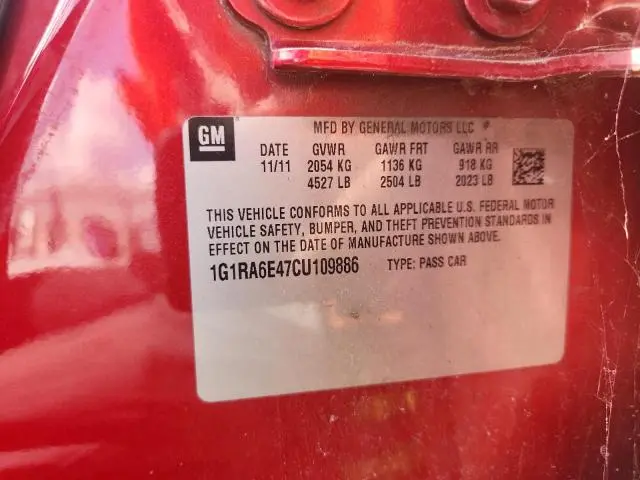 GM
MFD BY GENERAL MOTORS LLC
DATE GVWR GAWR FRT GAWR RR
11/11 2054 KG 1136 KG 918 KG
4527 LB 2504 LB 2023 LB
THIS VEHICLE CONFORMS TO ALL APPLICABLE U.S. FEDERAL MOTOR
VEHICLE SAFETY, BUMPER, AND THEFT PREVENTION STANDARDS IN
EFFECT ON THE DATE OF MANUFACTURE SHOWN ABOVE.
1G1RA6E47CU109886 TYPE: PASS CAR